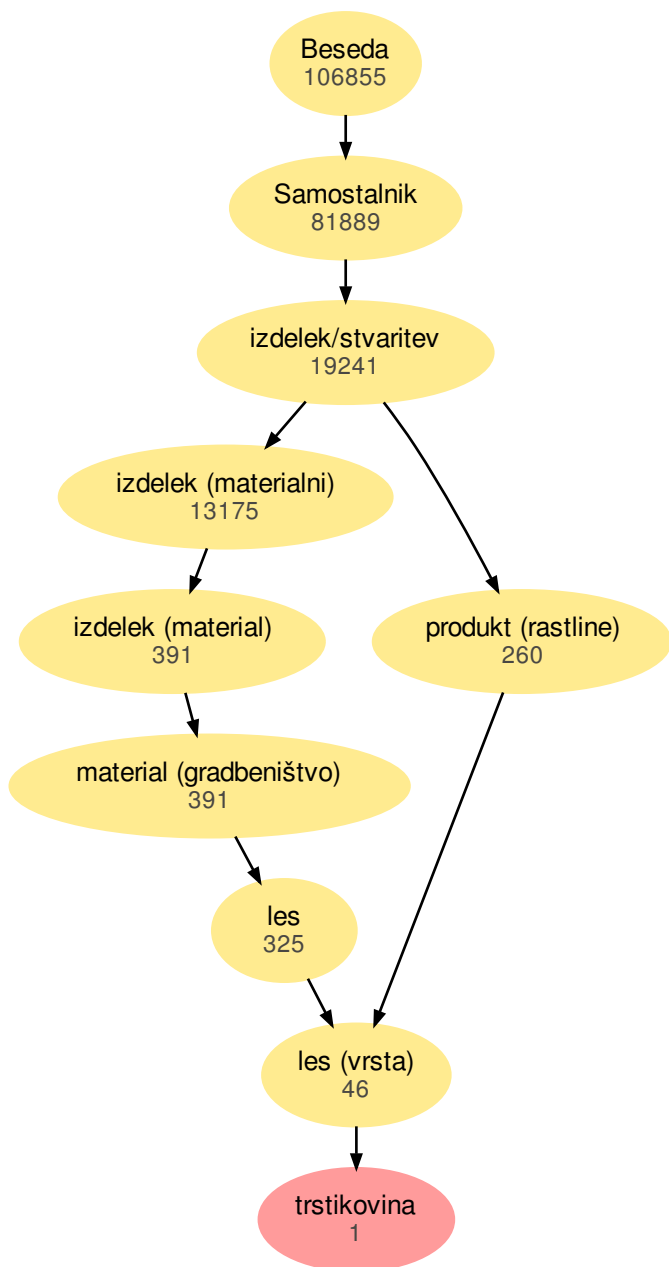 Beseda
106855
Samostalnik
81889
izdelek/stvaritev
19241
izdelek (materialni)
13175
izdelek (material)
391
produkt (rastline)
260
material (gradbeništvo)
391
les
325
les (vrsta)
46
trstikovina
1